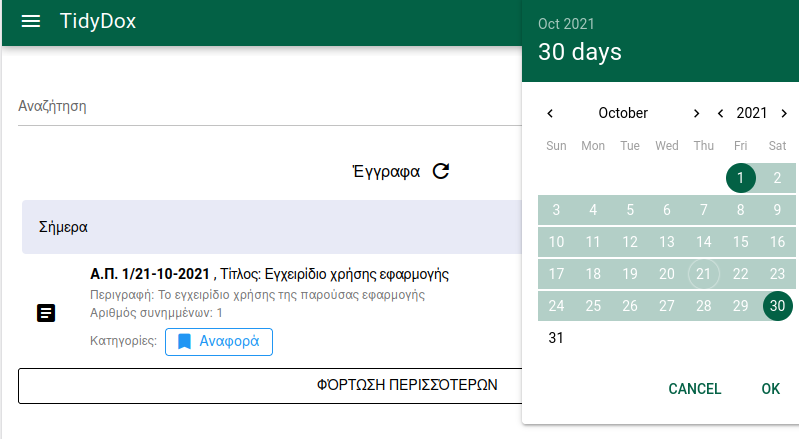 TidyDox
Αναζήτηση
Έγγραφα
Σήμερα
Α.Π. 1/21-10-2021 , Τίτλος: Εγχειρίδιο χρήσης εφαρμογής
Περιγραφή: Το εγχειρίδιο χρήσης της παρούσας εφαρμογής
Αριθμός συνημμένων: 1
Κατηγορίες: Αναφορά
ΦΌΡΤΩΣΗ ΠΕΡΙΣΣΌΤΕΡΩΝ
Oct 2021
30 days
October 2021
Sun Mon Tue Wed Thu Fri Sat
1 2
3 4 5 6 7 8 9
10 11 12 13 14 15 16
17 18 19 20 21 22 23
24 25 26 27 28 29 30
31
CANCEL OK